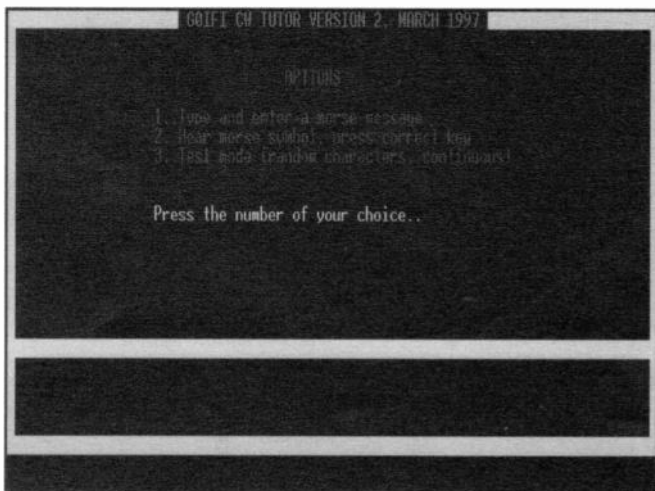 GOIFI CW TUTOR VERSION 2. MARCH 1997
OPTIONS
1. Type and enter a morse message
2. Hear morse symbol, press correct key
3. Test mode (random characters, continuous)
Press the number of your choice..